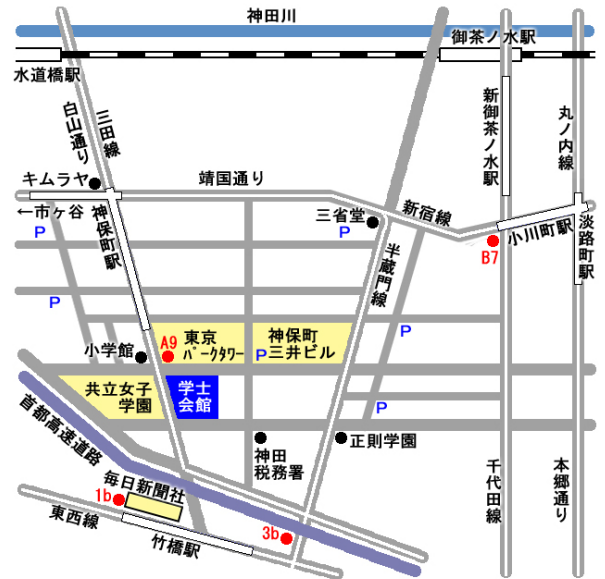 神田川
御茶ノ水駅
水道橋駅
白山通り
三田線
新御茶ノ水駅
丸ノ内線
キムラヤ
靖国通り
三省堂
新宿線
←市ヶ谷
神保町駅
小川町駅
淡路町駅
P
P
B7
半蔵門線
P
P
A9
東京
パークタワー
P
神保町
三井ビル
小学館
共立女子
学園
学士
会館
P
首都高速道路
神田
税務署
正則学園
千代田線
本郷通り
毎日新聞社
1b
東西線
竹橋駅
3b